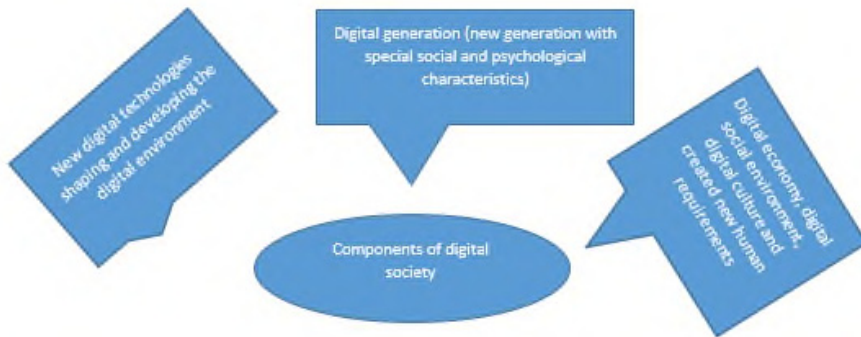 New digital technologies
shaping and developing the
digital environment
Digital generation (new generation with
special social and psychological
characteristics)
Digital economy, digital
social environment,
digital culture and
created new human
requirements
Components of digital
society